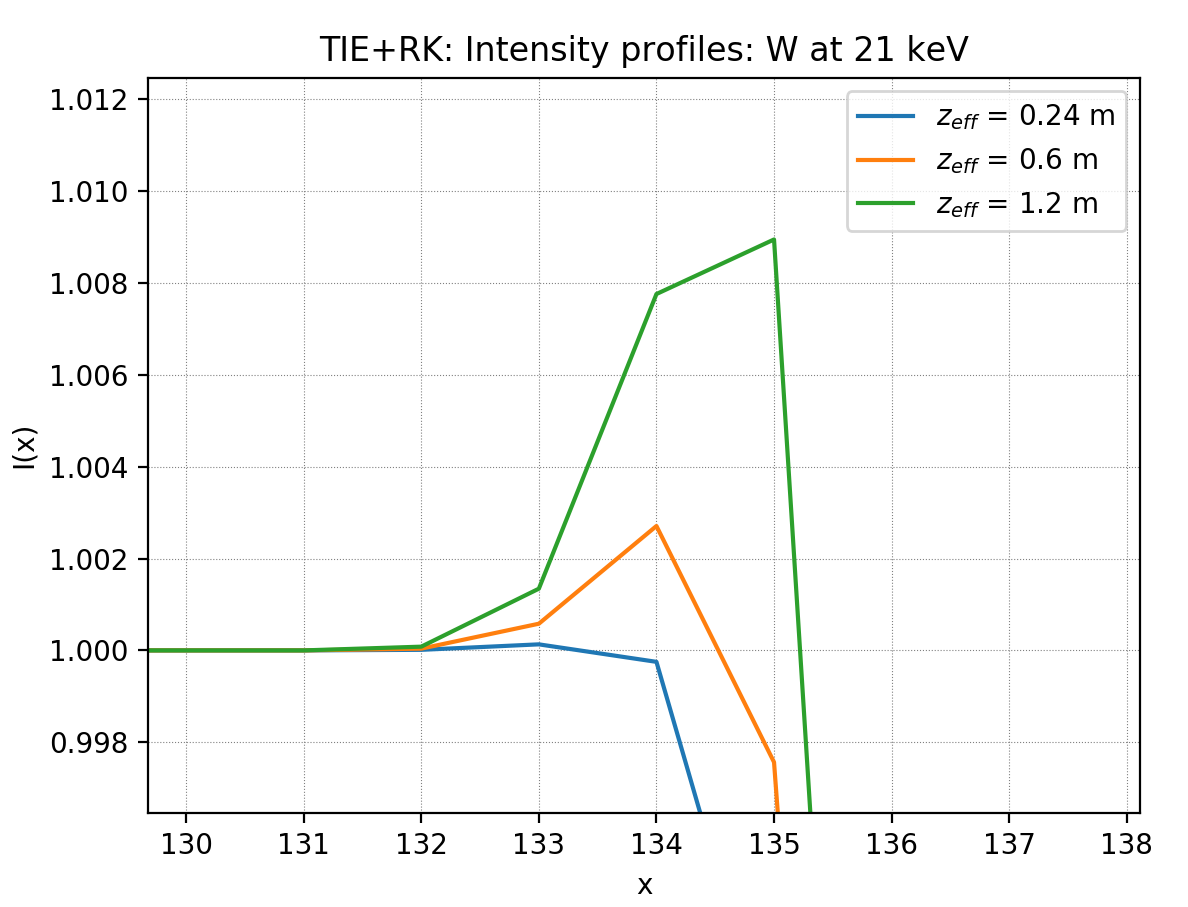 TIE+RK: Intensity profiles: W at 21 keV
1.012
1.010
1.008
1.006
1.004
1.002
1.000
0.998
I(x)
z_eff = 0.24 m
z_eff = 0.6 m
z_eff = 1.2 m
130 131 132 133 134 135 136 137 138
x